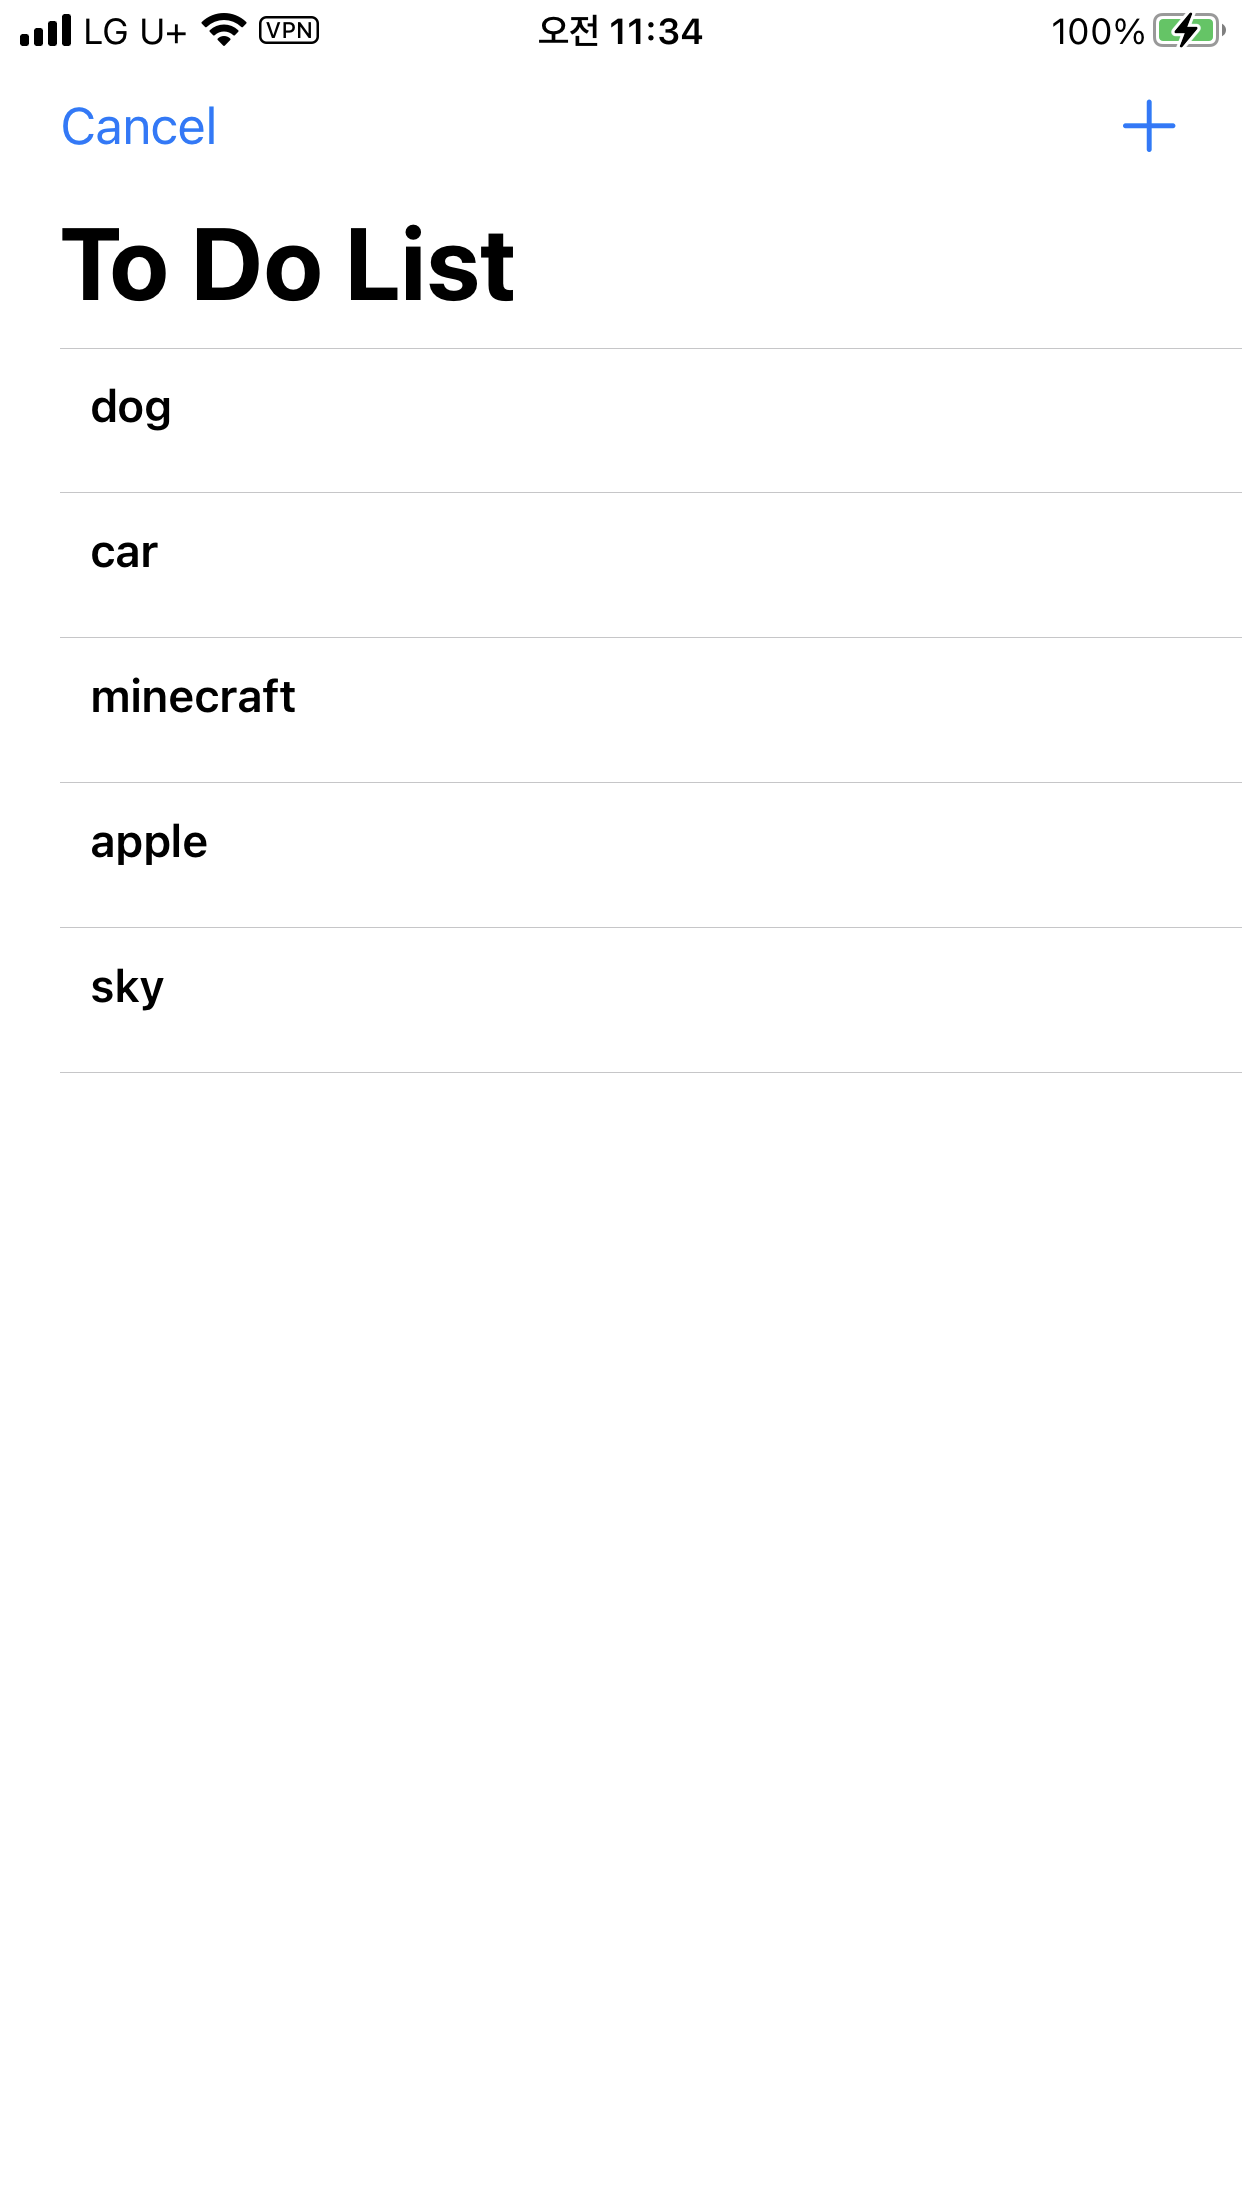 LG U+ VPN 오전 11:34 100%
Cancel +
To Do List
dog
car
minecraft
apple
sky